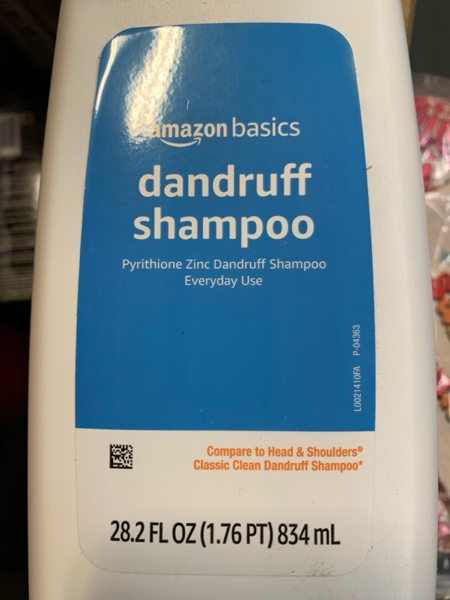 amazon basics
dandruff
shampoo
Pyrithione Zinc Dandruff Shampoo
Everyday Use
L0021410FA P-04363
Compare to Head & Shoulders®
Classic Clean Dandruff Shampoo*
28.2 FL OZ (1.76 PT) 834 mL